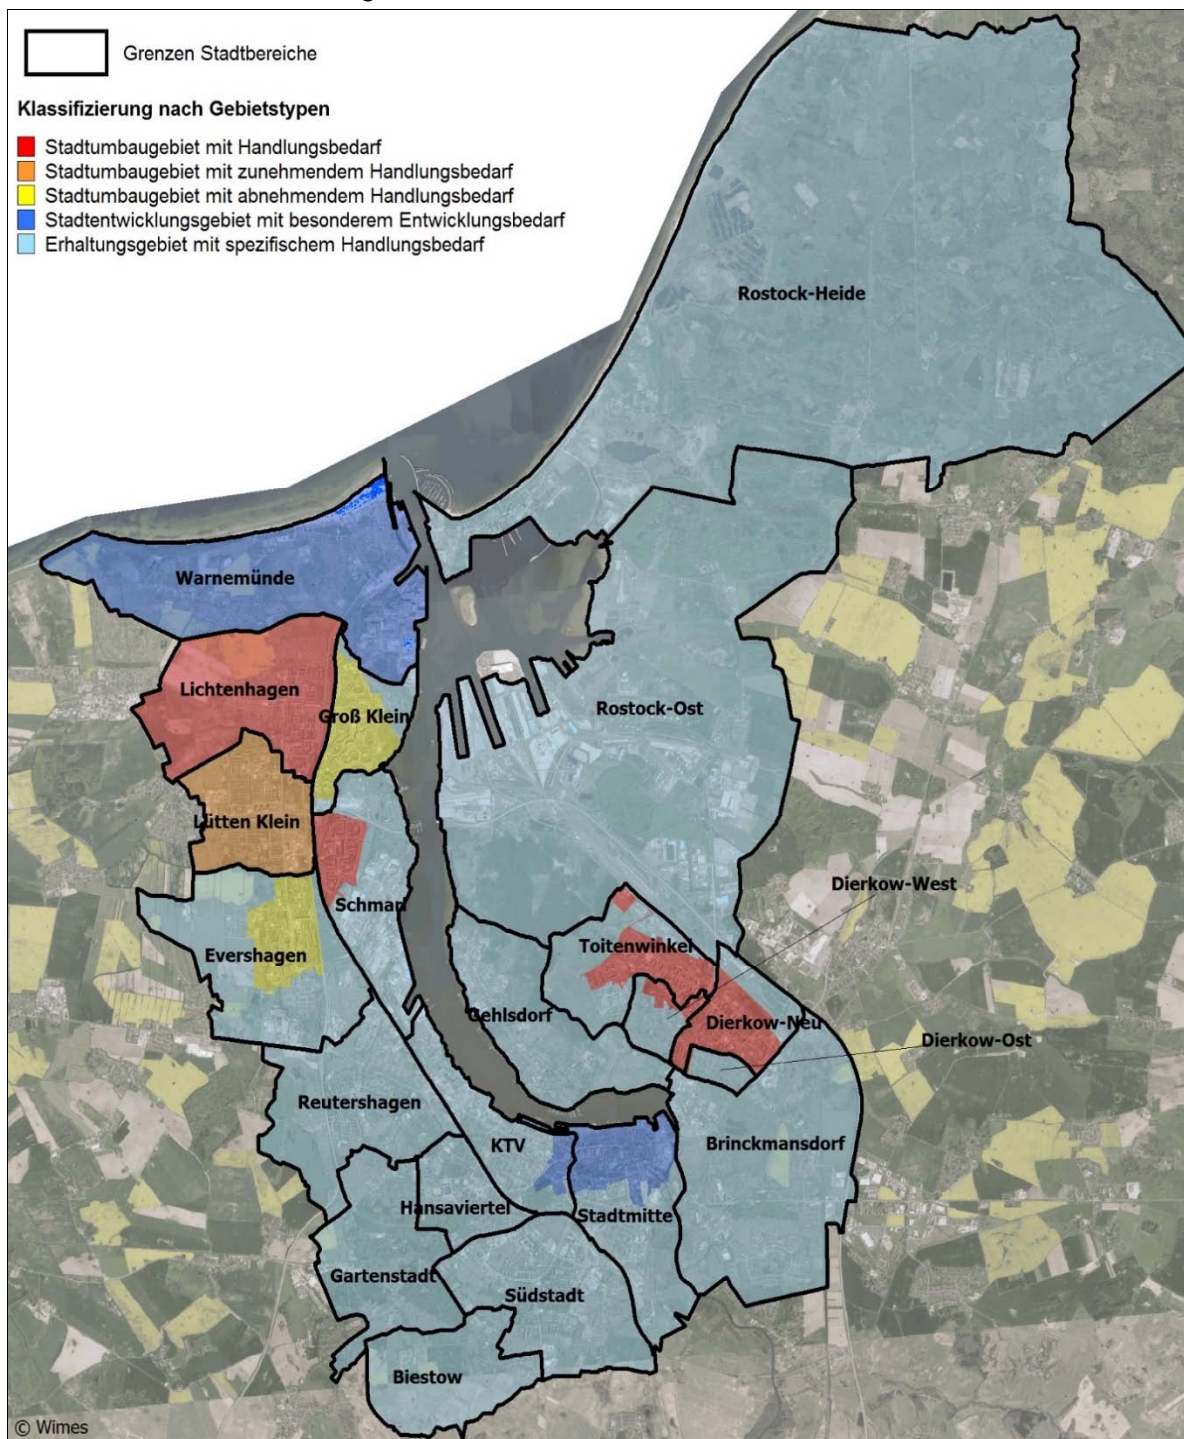 Grenzen Stadtbereiche
Klassifizierung nach Gebietstypen
Stadtumbaugebiet mit Handlungsbedarf
Stadtumbaugebiet mit zunehmendem Handlungsbedarf
Stadtumbaugebiet mit abnehmendem Handlungsbedarf
Stadtentwicklungsgebiet mit besonderem Entwicklungsbedarf
Erhaltungsgebiet mit spezifischem Handlungsbedarf
Rostock-Heide
Warnemünde
Lichtenhagen
Groß Klein
Rostock-Ost
Lütten Klein
Dierkow-West
Schmarl
Toitenwinkel
Evershagen
Gehlsdorf
Dierkow-Neu
Dierkow-Ost
Reutershagen
KTV
Brinckmansdorf
Hansaviertel
Stadtmitte
Gartenstadt
Südstadt
Biestow
© Wimes